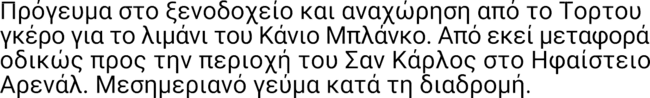 Πρόγευμα στο ξενοδοχείο και αναχώρηση από το Τορτου
γκέρο για το λιμάνι του Κάνιο Μπλάνκο. Από εκεί μεταφορά
οδικώς προς την περιοχή του Σαν Κάρλος στο Ηφαίστειο
Αρενάλ. Μεσημεριανό γεύμα κατά τη διαδρομή.